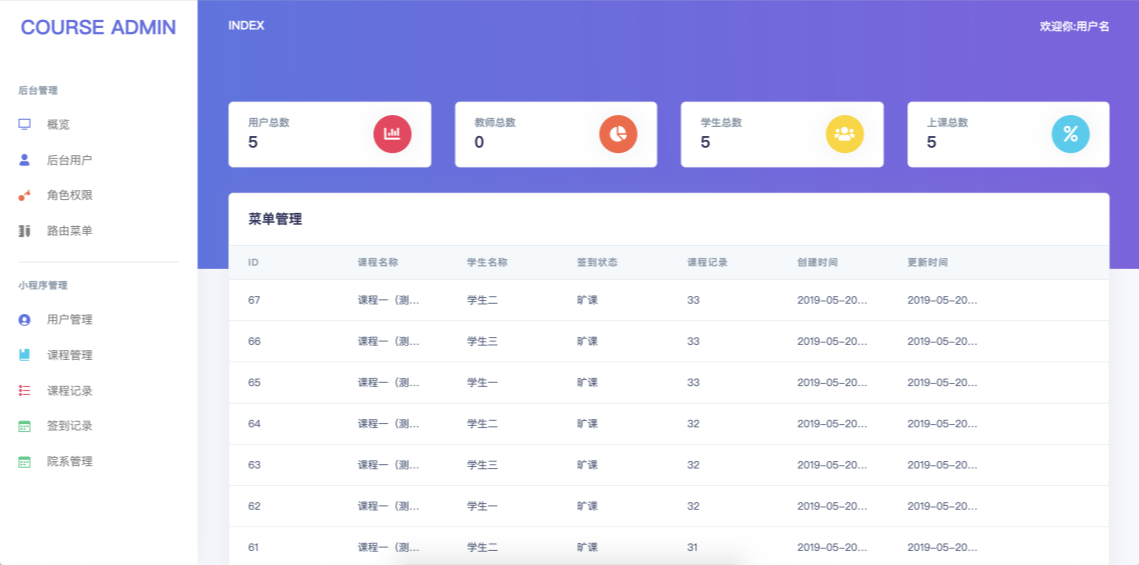 COURSE ADMIN
后台管理
概览
后台用户
角色权限
路由菜单
小程序管理
用户管理
课程管理
课程记录
签到记录
院系管理
INDEX
欢迎你:用户名
用户总数
5
教师总数
0
学生总数
5
上课总数
5
菜单管理
ID 课程名称 学生名称 签到状态 课程记录 创建时间 更新时间
67 课程一（测... 学生二 旷课 33 2019-05-20... 2019-05-20...
66 课程一（测... 学生三 旷课 33 2019-05-20... 2019-05-20...
65 课程一（测... 学生一 旷课 33 2019-05-20... 2019-05-20...
64 课程一（测... 学生二 旷课 32 2019-05-20... 2019-05-20...
63 课程一（测... 学生三 旷课 32 2019-05-20... 2019-05-20...
62 课程一（测... 学生一 旷课 32 2019-05-20... 2019-05-20...
61 课程一（测... 学生二 旷课 31 2019-05-20... 2019-05-20...